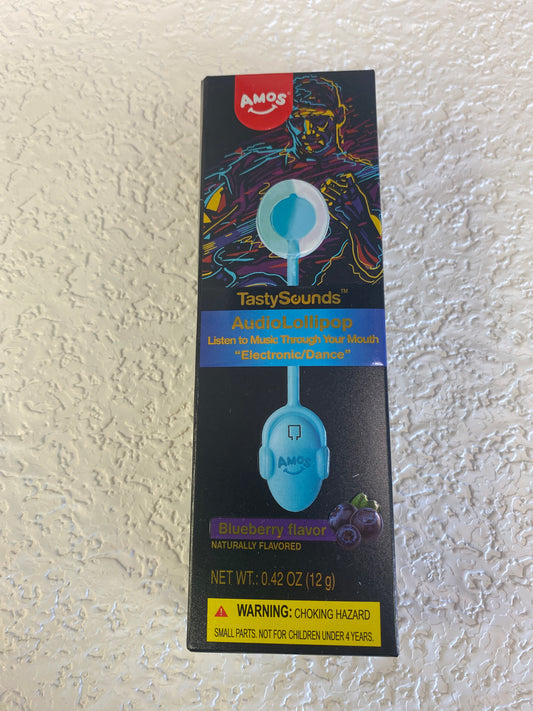 AMOS®
TastySounds™
AudioLollipop
Listen to Music Through Your Mouth
"Electronic/Dance"
AMOS
Blueberry flavor
NATURALLY FLAVORED
NET WT.: 0.42 OZ (12 g)
WARNING: CHOKING HAZARD
SMALL PARTS. NOT FOR CHILDREN UNDER 4 YEARS.